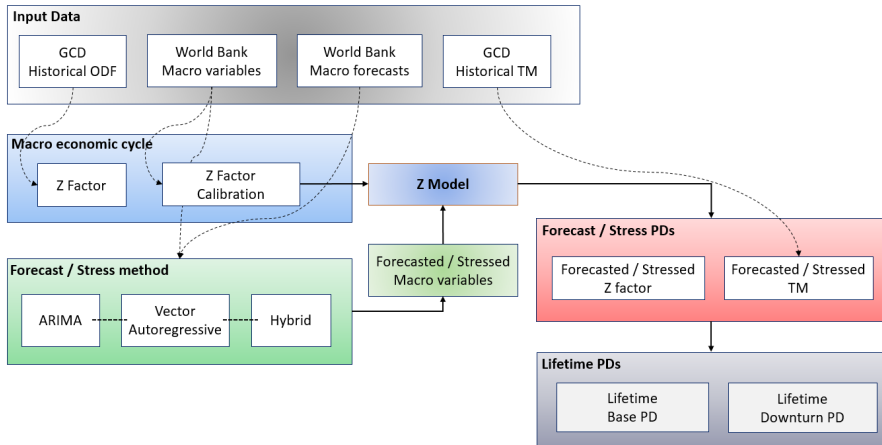 Input Data
GCD
Historical ODF
World Bank
Macro variables
World Bank
Macro forecasts
GCD
Historical TM
Macro economic cycle
Z Factor
Z Factor
Calibration
Z Model
Forecast / Stress PDs
Forecasted / Stressed
Z factor
Forecasted / Stressed
TM
Forecast / Stress method
ARIMA
Vector
Autoregressive
Hybrid
Forecasted / Stressed
Macro variables
Lifetime PDs
Lifetime
Base PD
Lifetime
Downturn PD